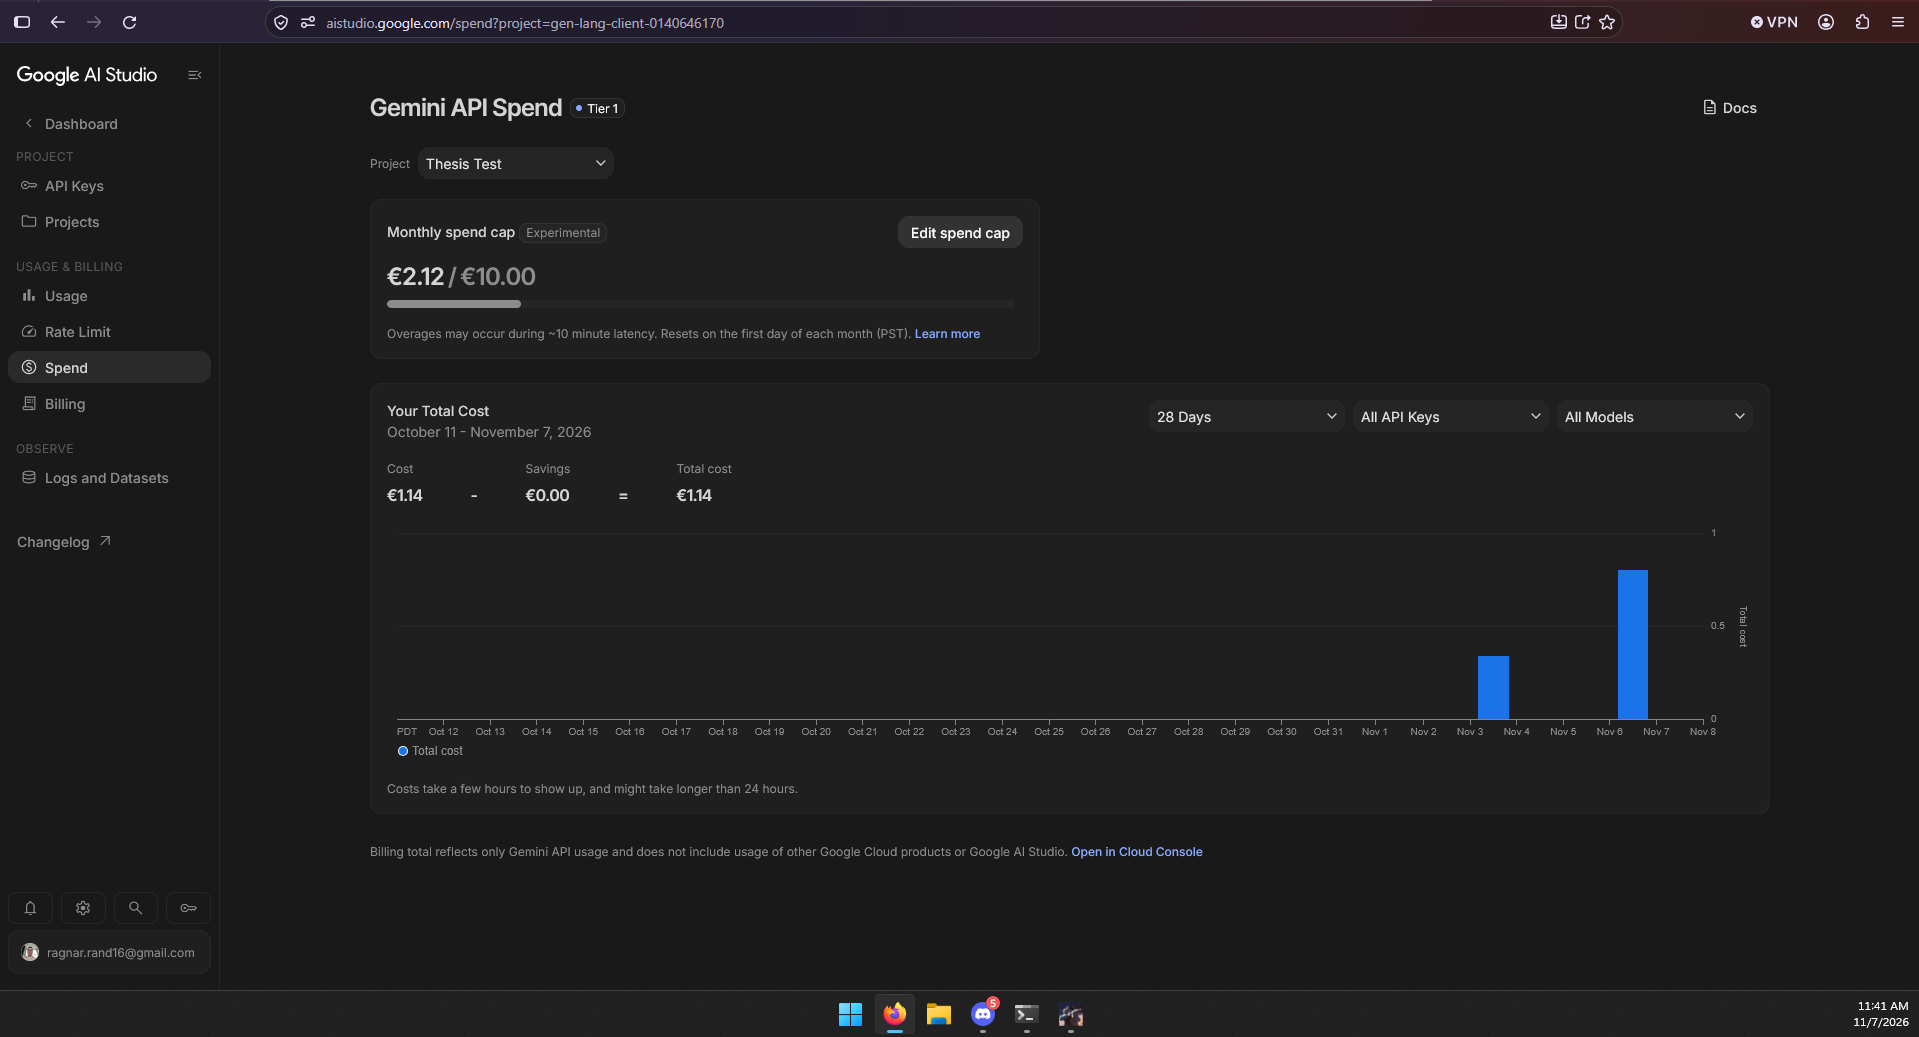 aistudio.google.com/spend?project=gen-lang-client-0140646170
VPN
Google AI Studio
Dashboard
PROJECT
API Keys
Projects
USAGE & BILLING
Usage
Rate Limit
Spend
Billing
OBSERVE
Logs and Datasets
Changelog
ragnar.rand16@gmail.com
Gemini API Spend Tier 1
Docs
Project Thesis Test
Monthly spend cap Experimental
Edit spend cap
€2.12 / €10.00
Overages may occur during ~10 minute latency. Resets on the first day of each month (PST). Learn more
Your Total Cost
October 11 - November 7, 2026
28 Days
All API Keys
All Models
Cost Savings Total cost
€1.14 - €0.00 = €1.14
1
0.5
0
Total cost
PDT Oct 12 Oct 13 Oct 14 Oct 15 Oct 16 Oct 17 Oct 18 Oct 19 Oct 20 Oct 21 Oct 22 Oct 23 Oct 24 Oct 25 Oct 26 Oct 27 Oct 28 Oct 29 Oct 30 Oct 31 Nov 1 Nov 2 Nov 3 Nov 4 Nov 5 Nov 6 Nov 7 Nov 8
Total cost
Costs take a few hours to show up, and might take longer than 24 hours.
Billing total reflects only Gemini API usage and does not include usage of other Google Cloud products or Google AI Studio. Open in Cloud Console
5
11:41 AM
11/7/2026